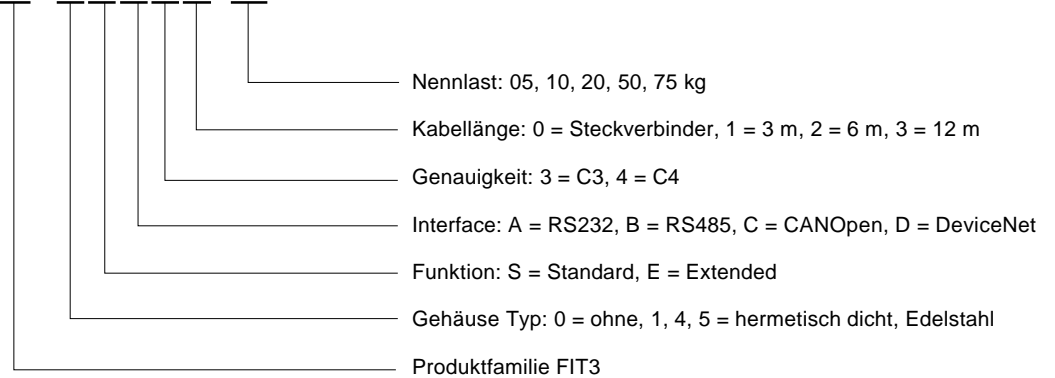 Nennlast: 05, 10, 20, 50, 75 kg
Kabellänge: 0 = Steckverbinder, 1 = 3 m, 2 = 6 m, 3 = 12 m
Genauigkeit: 3 = C3, 4 = C4
Interface: A = RS232, B = RS485, C = CANOpen, D = DeviceNet
Funktion: S = Standard, E = Extended
Gehäuse Typ: 0 = ohne, 1, 4, 5 = hermetisch dicht, Edelstahl
Produktfamilie FIT3